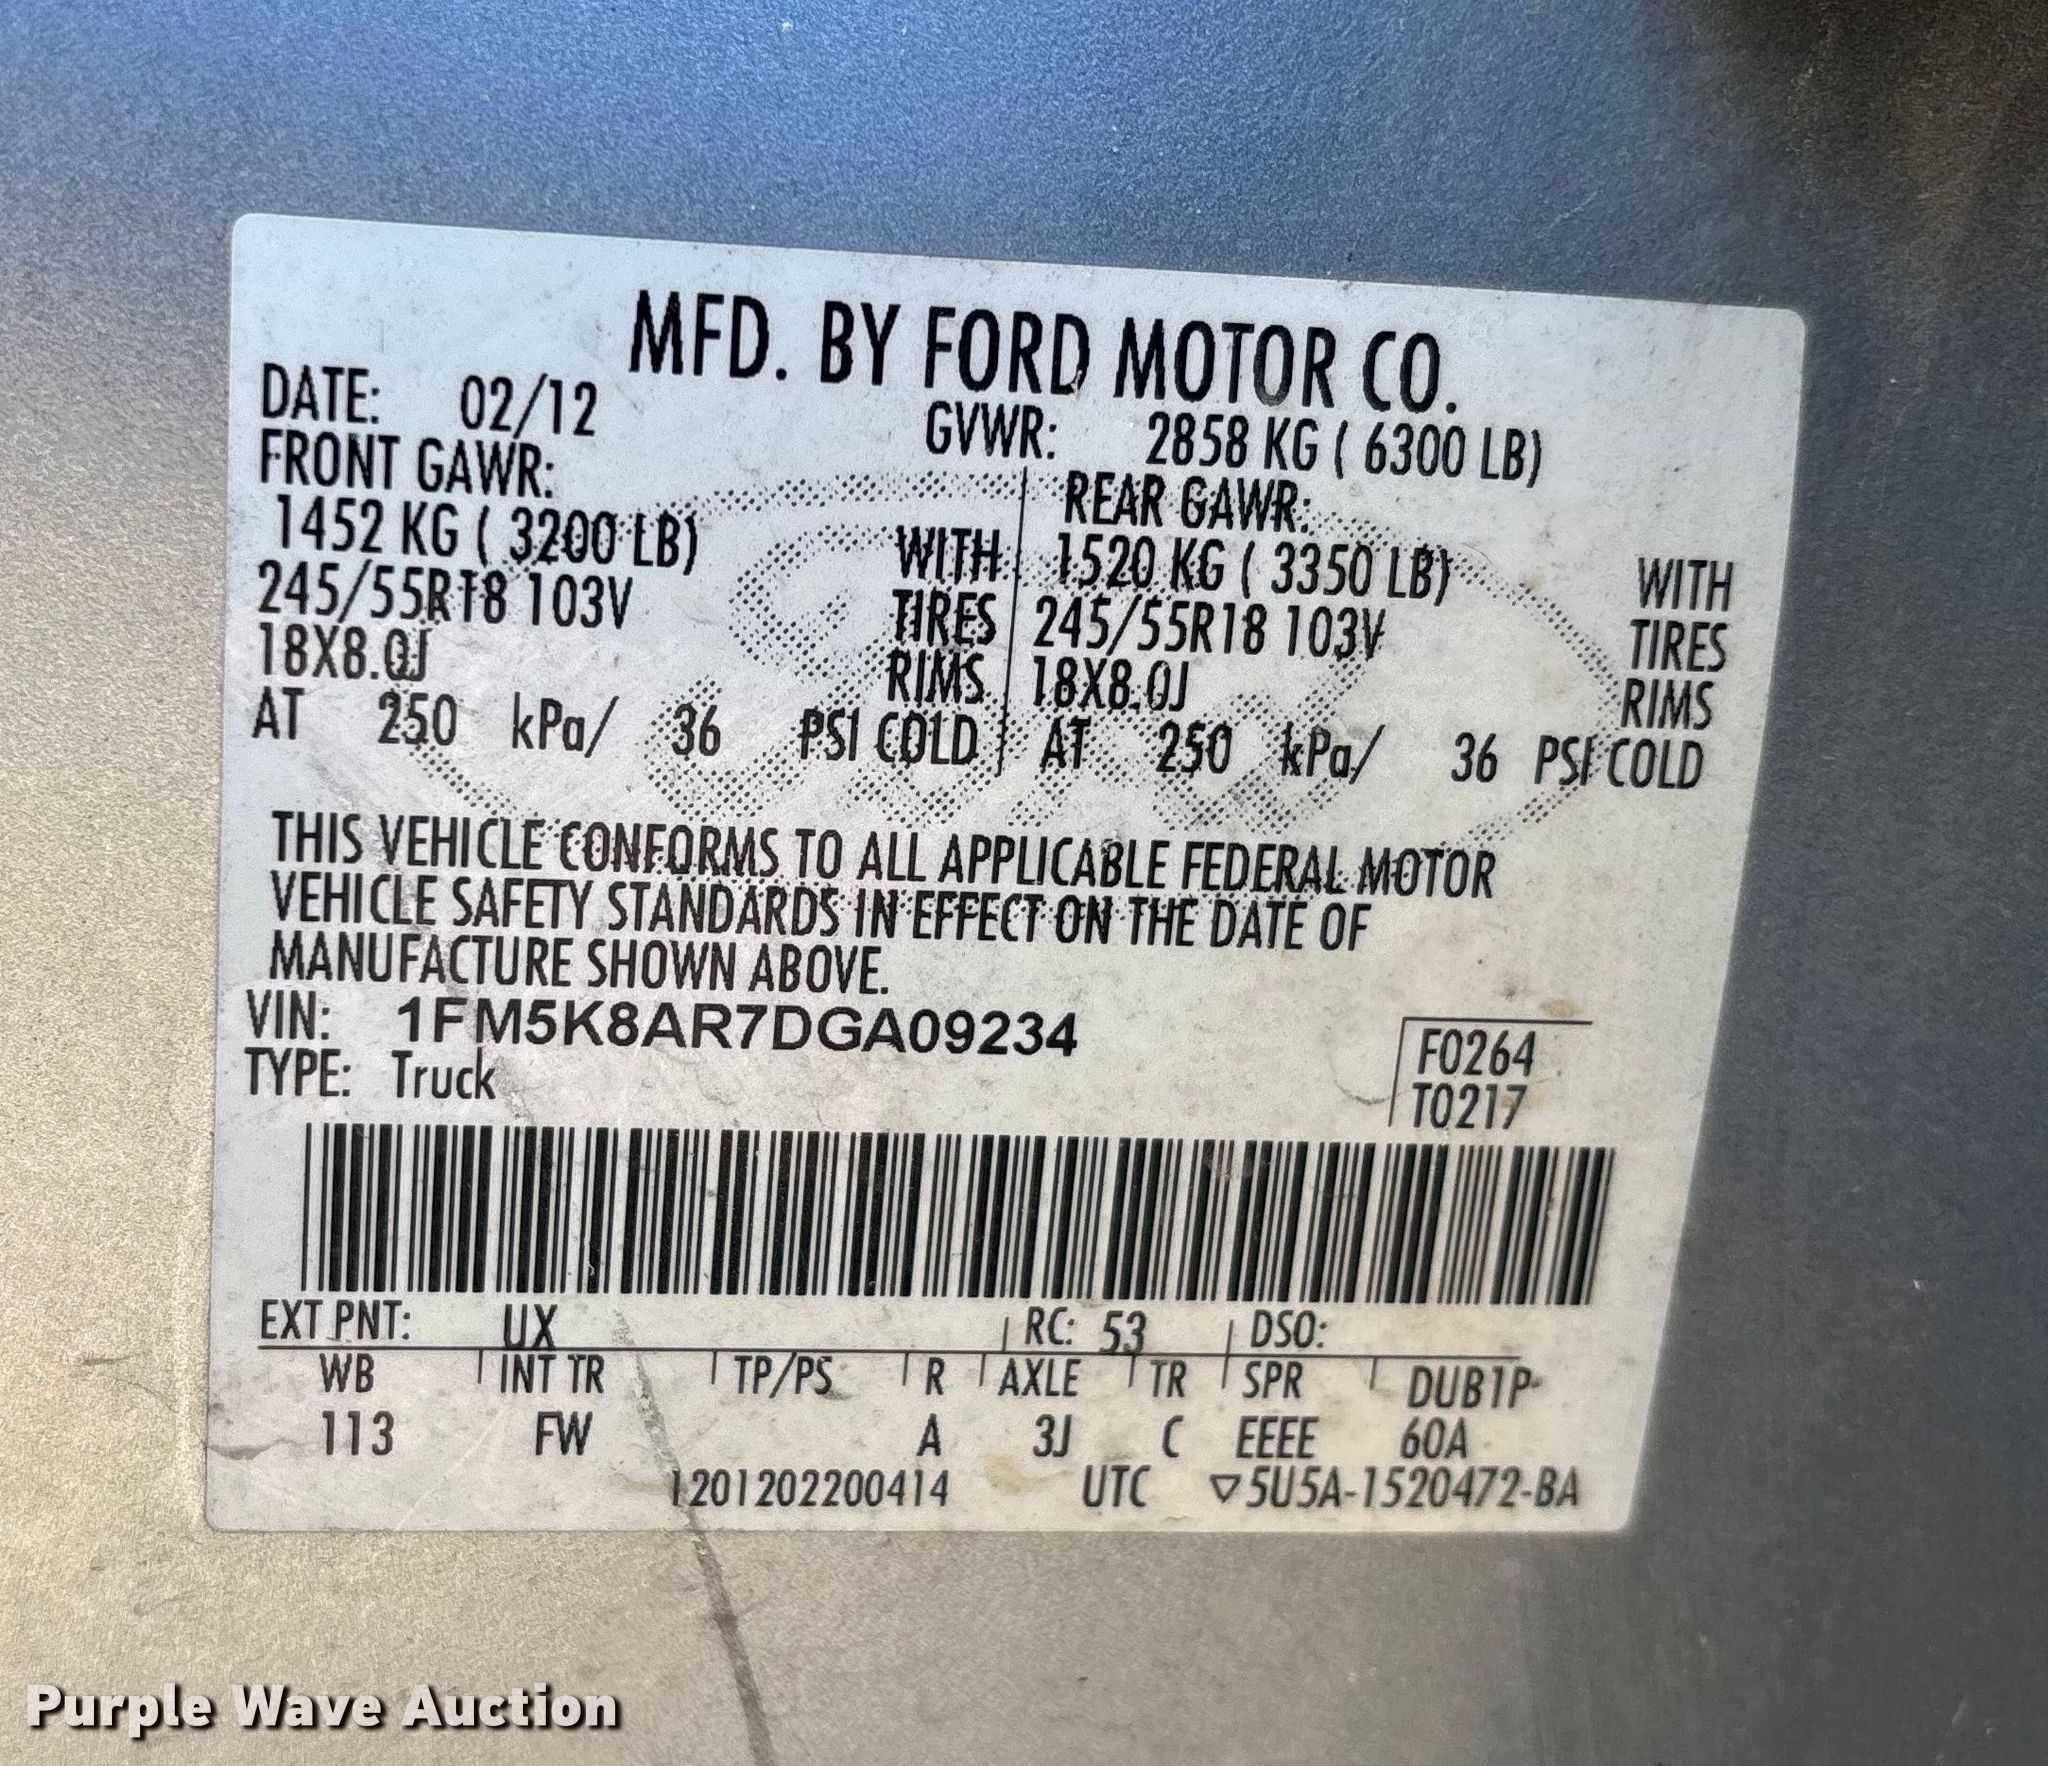 MFD. BY FORD MOTOR CO.
DATE: 02/12
GVWR: 2858 KG ( 6300 LB)
FRONT GAWR:
1452 KG ( 3200 LB) WITH
245/55R18 103V TIRES
18X8.0J RIMS
AT 250 kPa/ 36 PSI COLD
REAR GAWR:
1520 KG ( 3350 LB) WITH
245/55R18 103V TIRES
18X8.0J RIMS
AT 250 kPa/ 36 PSI COLD
THIS VEHICLE CONFORMS TO ALL APPLICABLE FEDERAL MOTOR
VEHICLE SAFETY STANDARDS IN EFFECT ON THE DATE OF
MANUFACTURE SHOWN ABOVE.
VIN: 1FM5K8AR7DGA09234
TYPE: Truck
F0264
T0217
EXT PNT: UX RC: 53 DSO:
WB INT TR TP/PS R AXLE TR SPR DUB1P
113 FW A 3J C EEEE 60A
1201202200414 UTC ▽5U5A-1520472-BA
Purple Wave Auction